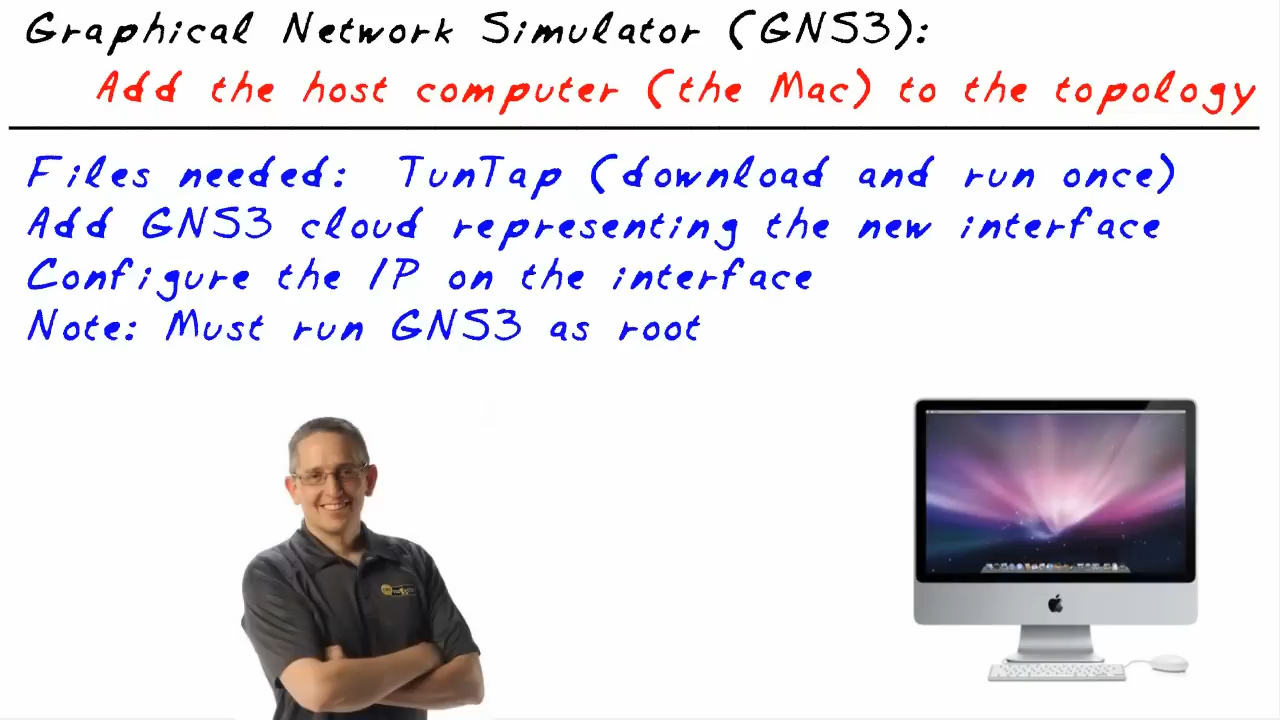 Graphical Network Simulator (GNS3):
Add the host computer (the Mac) to the topology
Files needed: TunTap (download and run once)
Add GNS3 cloud representing the new interface
Configure the IP on the interface
Note: Must run GNS3 as root